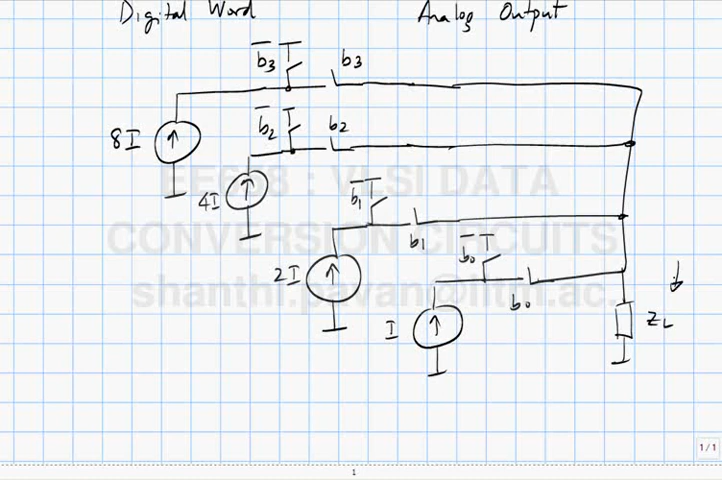 Digital Word Analog Output
b̅3 b3
8I
b̅2 b2
4I
b̅1
b1
b̅0
2I
b0
I
ZL
EE658 : VLSI DATA
CONVERSION CIRCUITS
shanthi.pavan@iitm.ac.
1/1
1